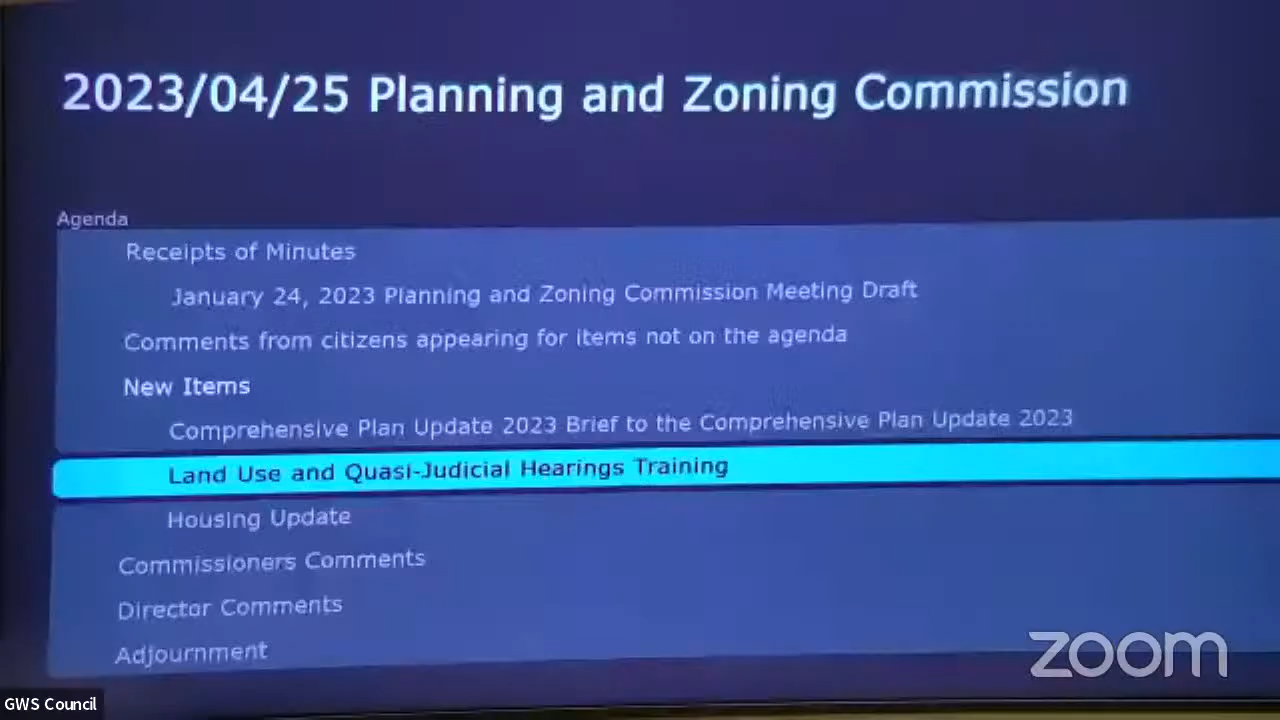 2023/04/25 Planning and Zoning Commission
Agenda
Receipts of Minutes
January 24, 2023 Planning and Zoning Commission Meeting Draft
Comments from citizens appearing for items not on the agenda
New Items
Comprehensive Plan Update 2023 Brief to the Comprehensive Plan Update 2023
Land Use and Quasi-Judicial Hearings Training
Housing Update
Commissioners Comments
Director Comments
Adjournment
zoom
GWS Council